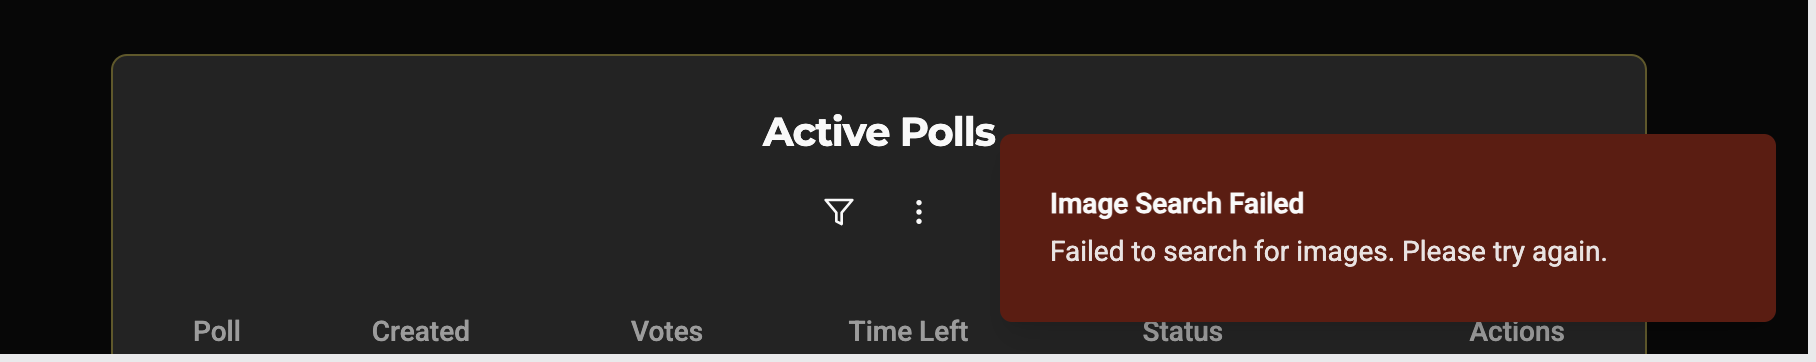 Active Polls
Image Search Failed
Failed to search for images. Please try again.
Poll Created Votes Time Left Status Actions